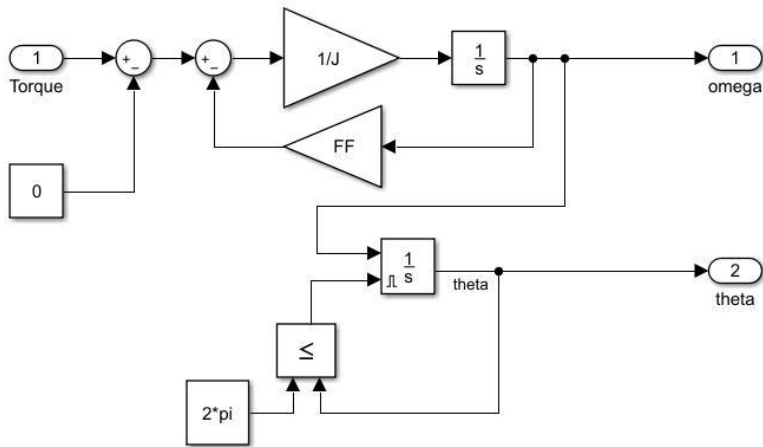 1
Torque
+
−
+
−
1/J
1
s
1
omega
FF
0
1
s
theta
2
theta
≤
2*pi